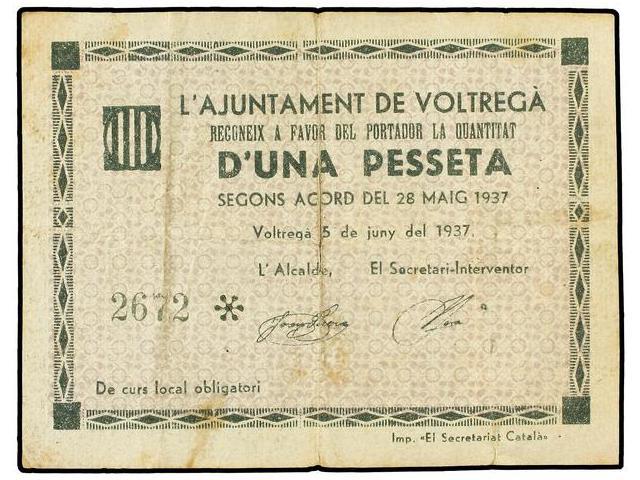 L'AJUNTAMENT DE VOLTREGÀ
RECONEIX A FAVOR DEL PORTADOR LA QUANTITAT
D'UNA PESSETA
SEGONS ACORD DEL 28 MAIG 1937
Voltregà 5 de juny del 1937.
L'Alcalde, El Secretari-Interventor
2672 *
De curs local obligatori
Imp. «El Secretariat Català»